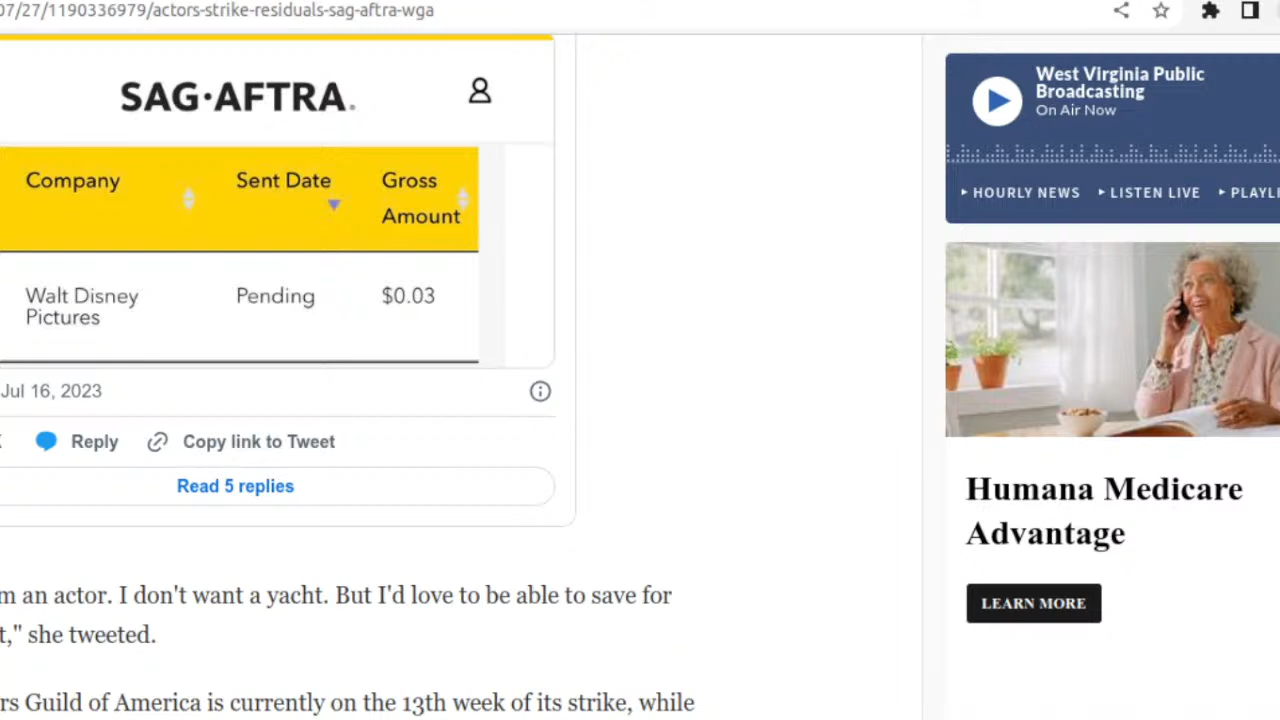 07/27/1190336979/actors-strike-residuals-sag-aftra-wga
SAG·AFTRA.
Company Sent Date Gross Amount
Walt Disney Pictures Pending $0.03
Jul 16, 2023
Reply Copy link to Tweet
Read 5 replies
m an actor. I don't want a yacht. But I'd love to be able to save for
t," she tweeted.
rs Guild of America is currently on the 13th week of its strike, while
West Virginia Public
Broadcasting
On Air Now
HOURLY NEWS LISTEN LIVE PLAYLI
Humana Medicare
Advantage
LEARN MORE